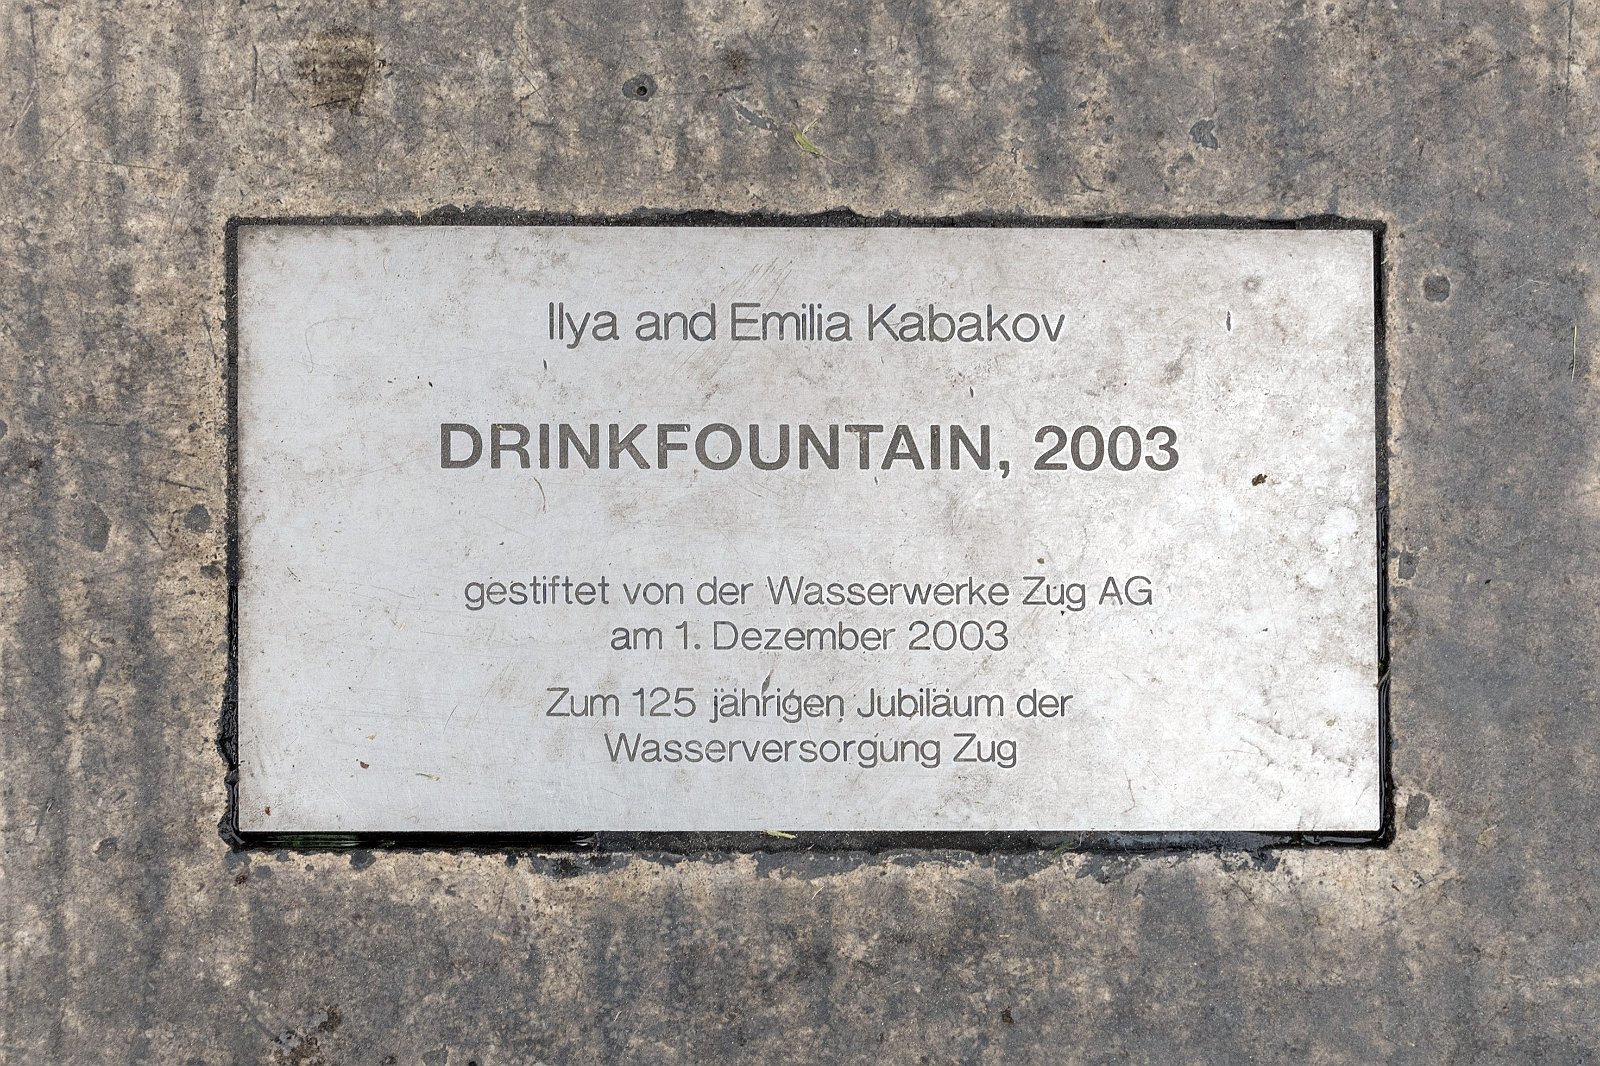 Ilya and Emilia Kabakov
DRINKFOUNTAIN, 2003
gestiftet von der Wasserwerke Zug AG
am 1. Dezember 2003
Zum 125 jährigen Jubiläum der
Wasserversorgung Zug